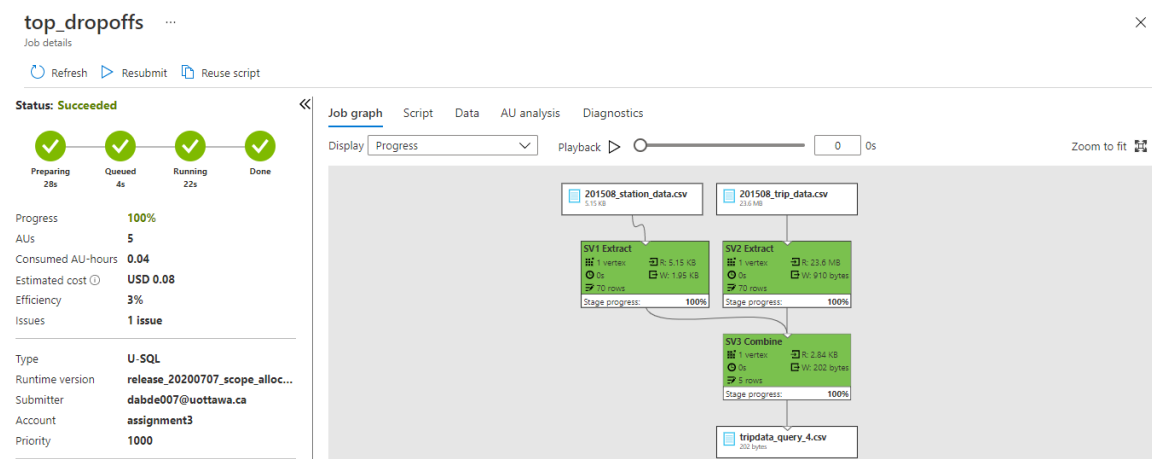 top_dropoffs ...
Job details
Refresh Resubmit Reuse script
Status: Succeeded
Preparing Queued Running Done
28s 4s 22s
Progress 100%
AUs 5
Consumed AU-hours 0.04
Estimated cost USD 0.08
Efficiency 3%
Issues 1 issue
Type U-SQL
Runtime version release_20200707_scope_alloc...
Submitter dabde007@uottawa.ca
Account assignment3
Priority 1000
Job graph Script Data AU analysis Diagnostics
Display Progress Playback 0 0s Zoom to fit
201508_station_data.csv
5.15 KB
201508_trip_data.csv
23.6 MB
SV1 Extract
1 vertex R: 5.15 KB
0s W: 1.95 KB
70 rows
Stage progress: 100%
SV2 Extract
1 vertex R: 23.6 MB
0s W: 910 bytes
70 rows
Stage progress: 100%
SV3 Combine
1 vertex R: 2.84 KB
0s W: 202 bytes
5 rows
Stage progress: 100%
tripdata_query_4.csv
202 bytes